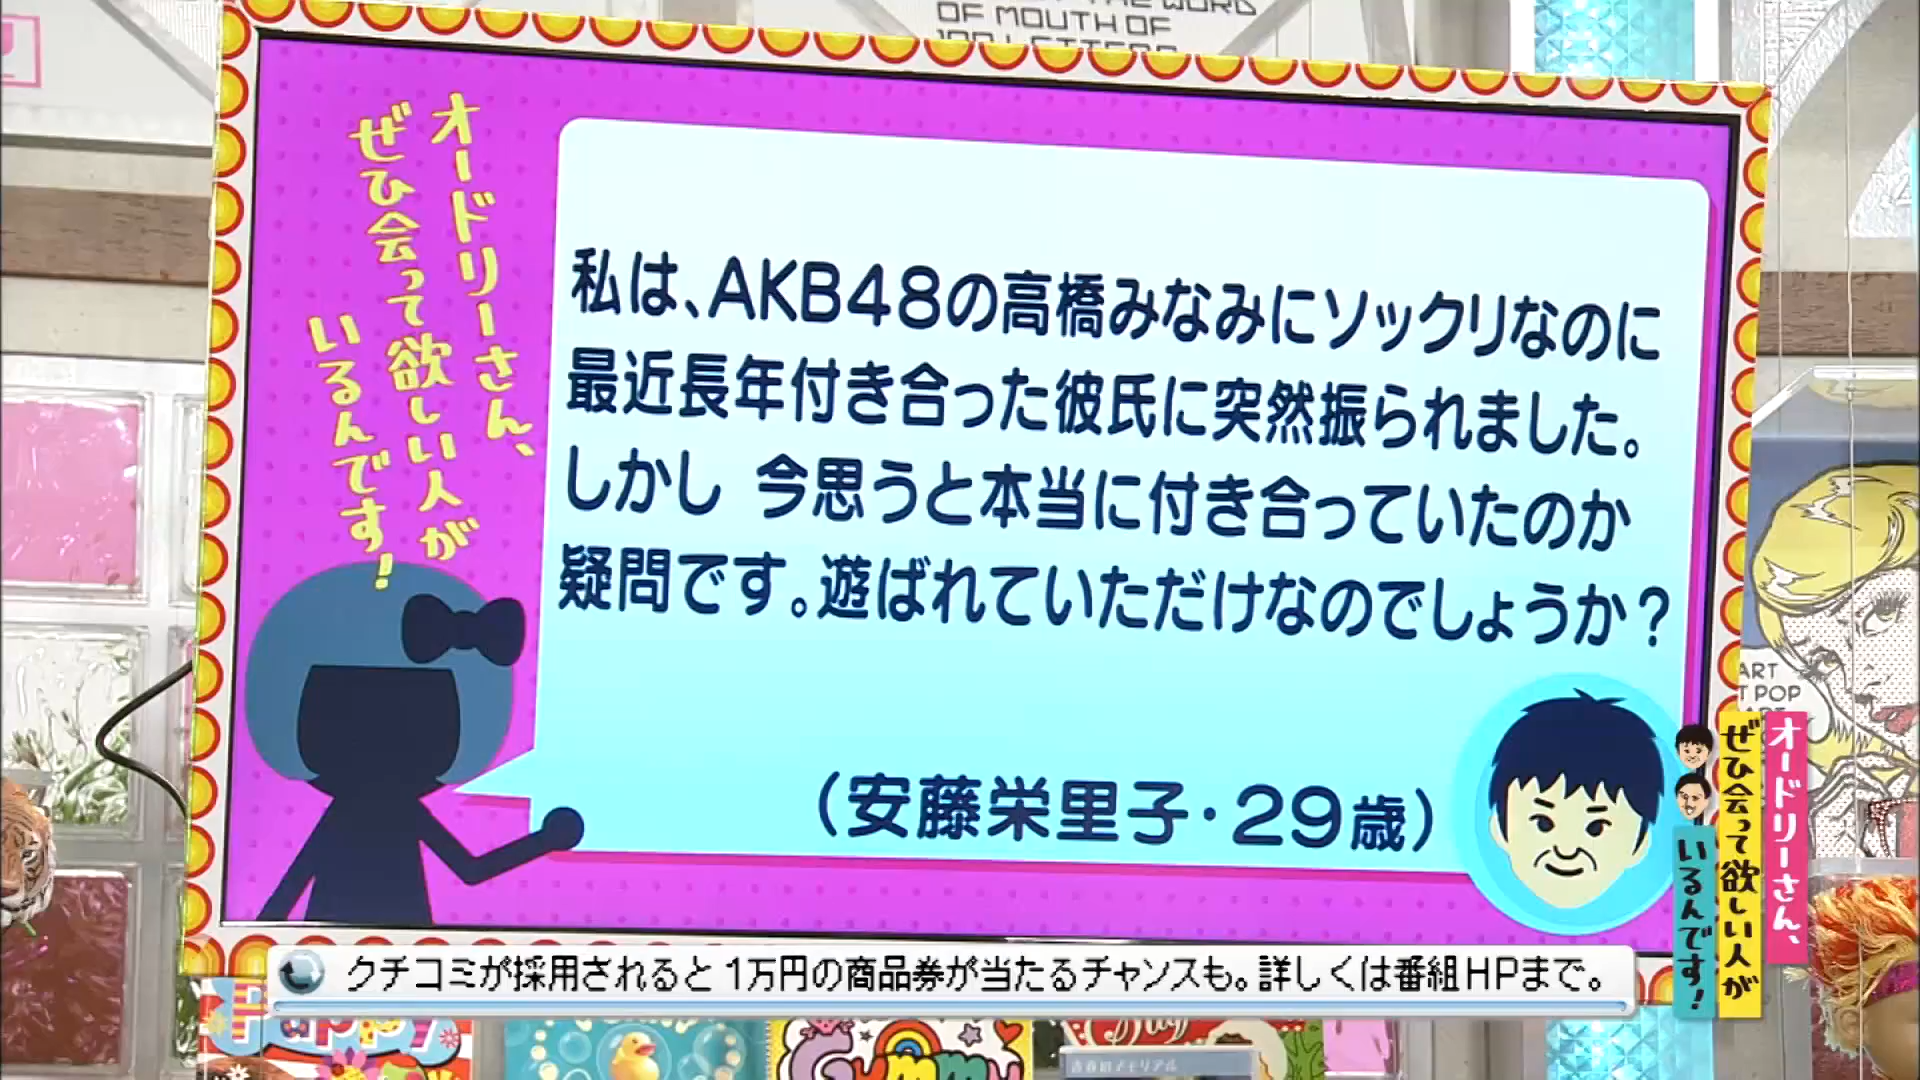 OF MOUTH OF
オードリーさん、
ぜひ会って欲しい人が
いるんです!
私は、AKB48の高橋みなみにソックリなのに
最近長年付き合った彼氏に突然振られました。
しかし 今思うと本当に付き合っていたのか
疑問です。遊ばれていただけなのでしょうか?
(安藤栄里子・29歳)
ART
T POP
ART
オードリーさん、
ぜひ会って欲しい人が
いるんです!
クチコミが採用されると1万円の商品券が当たるチャンスも。詳しくは番組HPまで。
Happy
Gummy